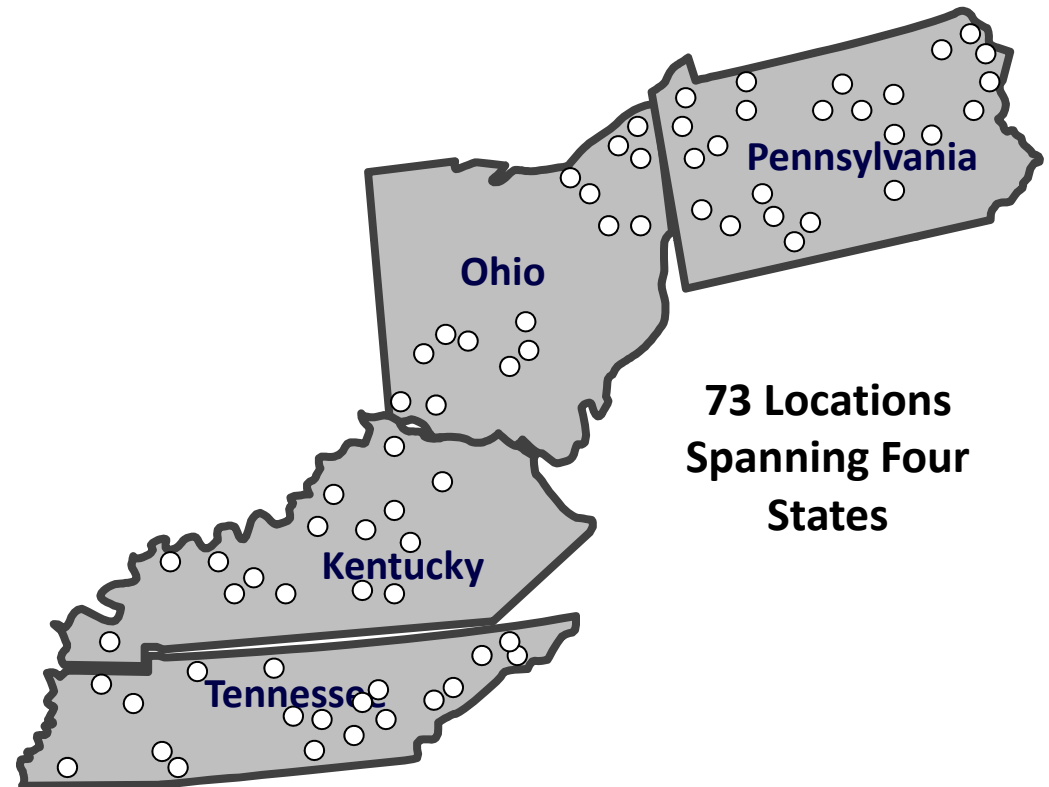 Pennsylvania
Ohio
73 Locations
Spanning Four
States
Kentucky
Tennessee